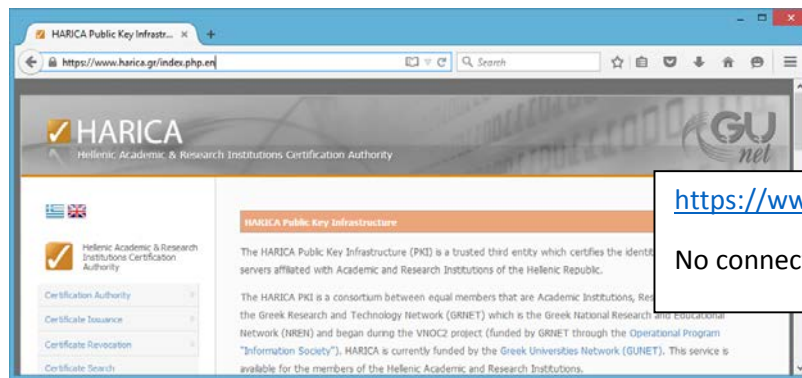 HARICA Public Key Infrastr...
https://www.harica.gr/index.php.en
Search
HARICA
Hellenic Academic & Research Institutions Certification Authority
GU
net
https://ww
No connec
Hellenic Academic & Research
Institutions Certification
Authority
Certification Authority
Certificate Issuance
Certificate Revocation
Certificate Search
HARICA Public Key Infrastructure
The HARICA Public Key Infrastructure (PKI) is a trusted third entity which certifies the identit
servers affilated with Academic and Research Institutions of the Hellenic Republic.
The HARICA PKI is a consortium between equal members that are Academic Institutions, Res
the Greek Research and Technology Network (GRNET) which is the Greek National Research and Educational
Network (NREN) and began during the VNOC2 project (funded by GRNET through the Operational Program
"Information Society"). HARICA is currently funded by the Greek Universities Network (GUNET). This service is
available for the members of the Hellenic Academic and Research Institutions.